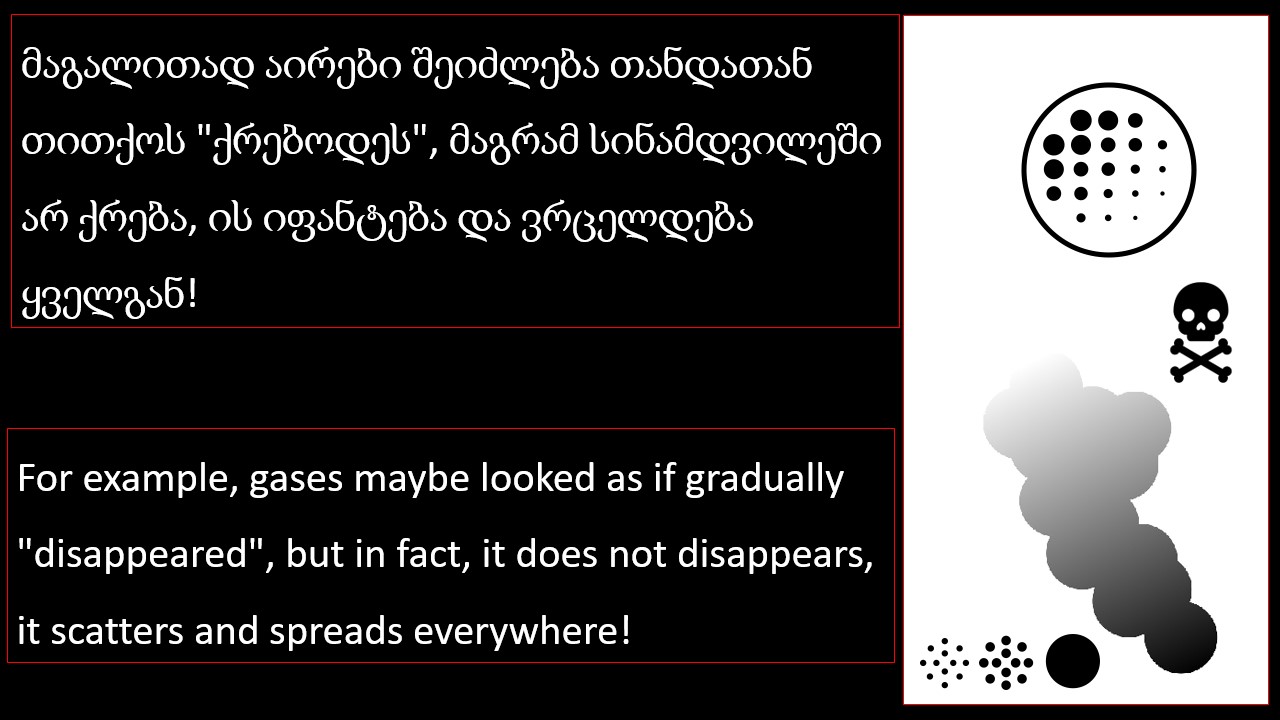 მაგალითად აირები შეიძლება თანდათან
თითქოს "ქრებოდეს", მაგრამ სინამდვილეში
არ ქრება, ის იფანტება და ვრცელდება
ყველგან!
For example, gases maybe looked as if gradually
"disappeared", but in fact, it does not disappears,
it scatters and spreads everywhere!